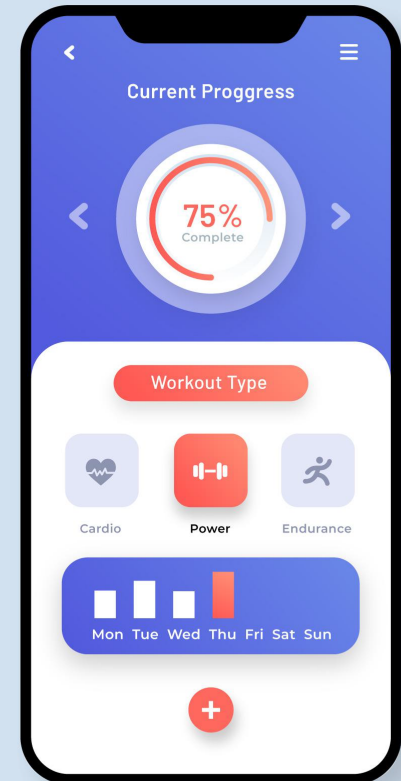 Current Proggress
75%
Complete
Workout Type
Cardio Power Endurance
Mon Tue Wed Thu Fri Sat Sun